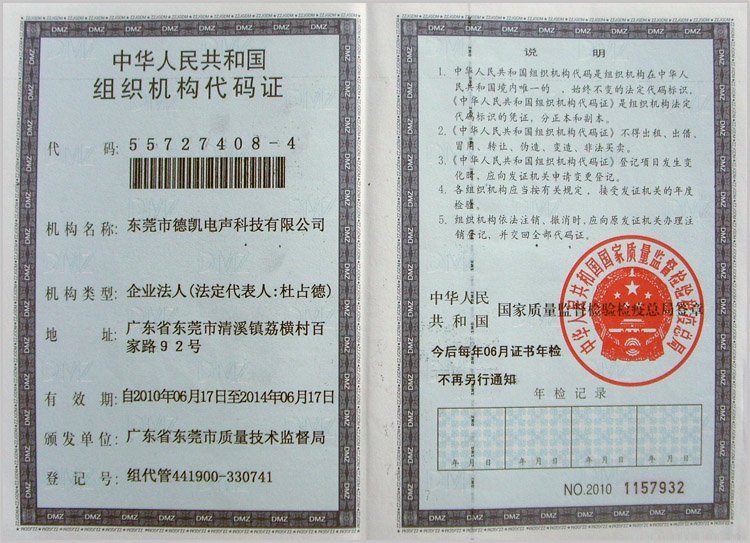 中华人民共和国
组织机构代码证
代 码: 55727408-4
机构名称: 东莞市德凯电声科技有限公司
机构类型: 企业法人(法定代表人:杜占德)
地 址: 广东省东莞市清溪镇荔横村百
家路92号
有 效 期: 自2010年06月17日至2014年06月17日
颁发单位: 广东省东莞市质量技术监督局
登 记 号: 组代管441900-330741
说 明
1. 中华人民共和国组织机构代码是组织机构在中华人
民共和国境内唯一的 、始终不变的法定代码标识,
《中华人民共和国组织机构代码证》是组织机构法定
代码标识的凭证,分正本和副本。
2.《中华人民共和国组织机构代码证》不得出租、出借、
冒用、转让、伪造、变造、非法买卖。
3.《中华人民共和国组织机构代码证》登记项目发生变
化时,应向发证机关申请变更登记。
4. 各组织机构应当按有关规定,接受发证机关的年度
检验。
5. 组织机构依法注销、撤消时,应向原发证机关办理注
销登记,并交回全部代码证。
中华人民
共和国 国家质量监督检验检疫总局签章
中华人民共和国国家质量监督检验检疫总局
今后每年06月证书年检
不再另行通知
年检记录
年 月 日 年 月 日 年 月 日 年 月 日
NO.2010 1157932